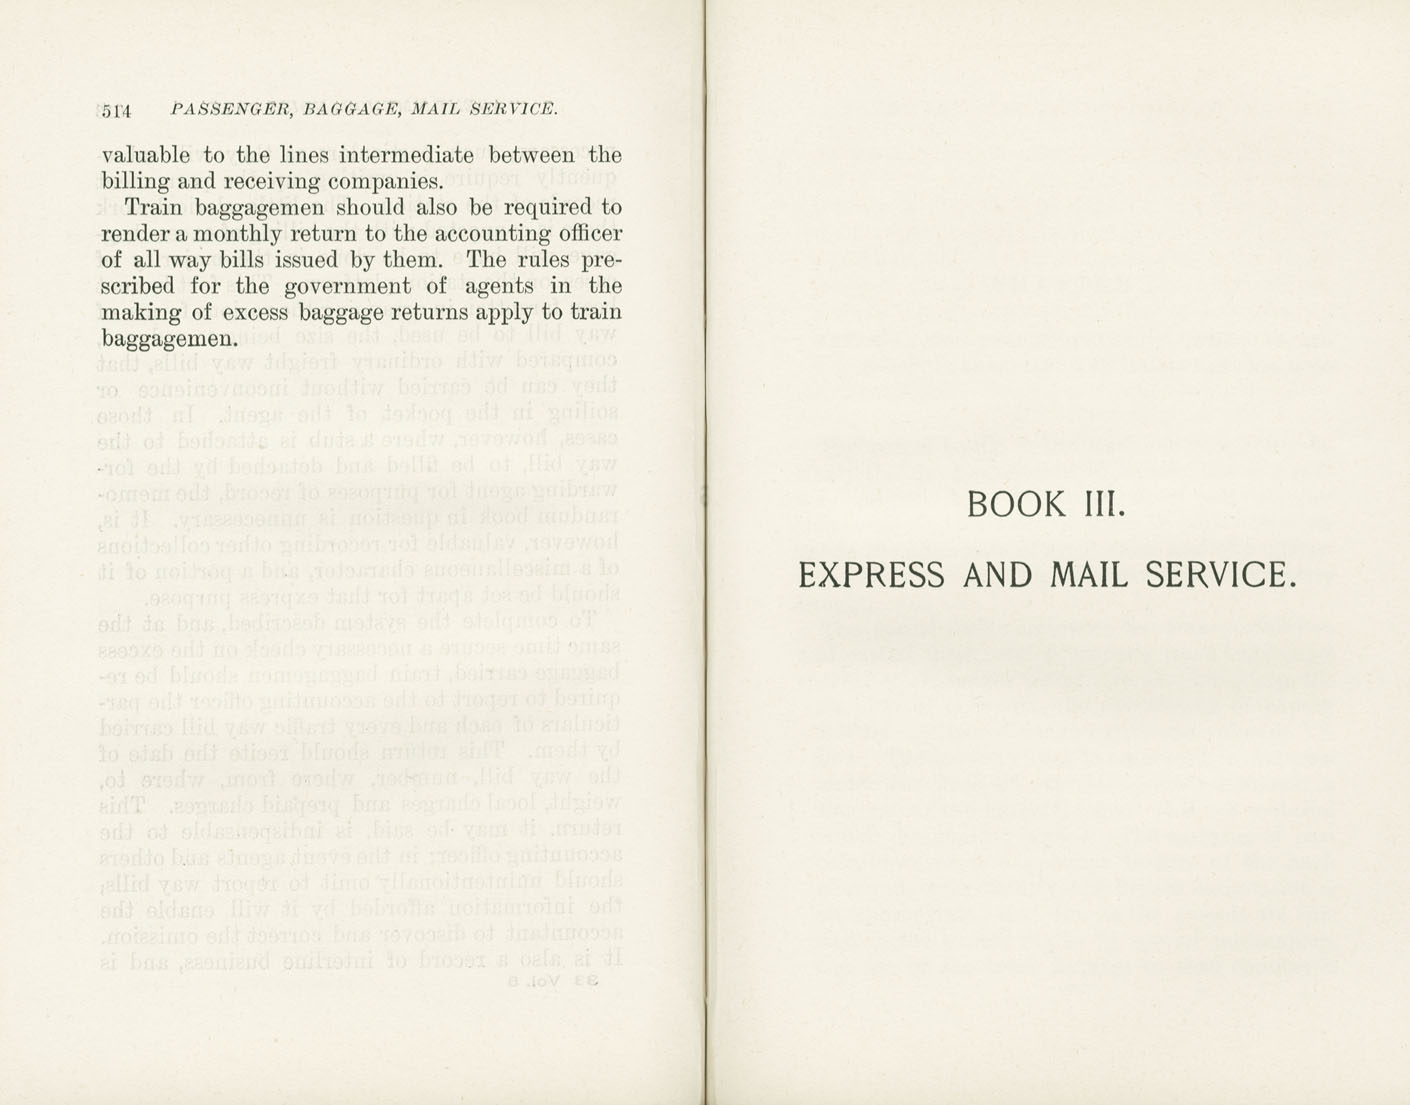 514 PASSENGER, BAGGAGE, MAIL SERVICE.
valuable to the lines intermediate between the
billing and receiving companies.
Train baggagemen should also be required to
render a monthly return to the accounting officer
of all way bills issued by them. The rules pre-
scribed for the government of agents in the
making of excess baggage returns apply to train
baggagemen.
BOOK III.
EXPRESS AND MAIL SERVICE.